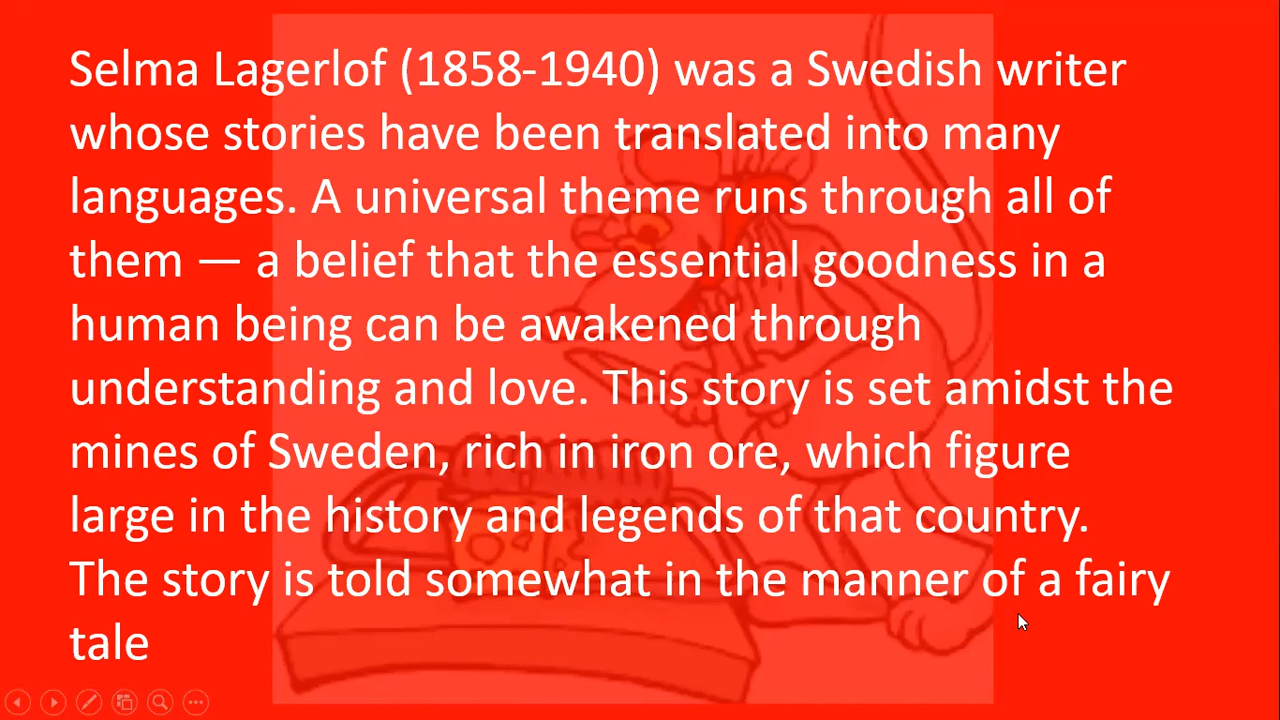 Selma Lagerlof (1858-1940) was a Swedish writer
whose stories have been translated into many
languages. A universal theme runs through all of
them — a belief that the essential goodness in a
human being can be awakened through
understanding and love. This story is set amidst the
mines of Sweden, rich in iron ore, which figure
large in the history and legends of that country.
The story is told somewhat in the manner of a fairy
tale